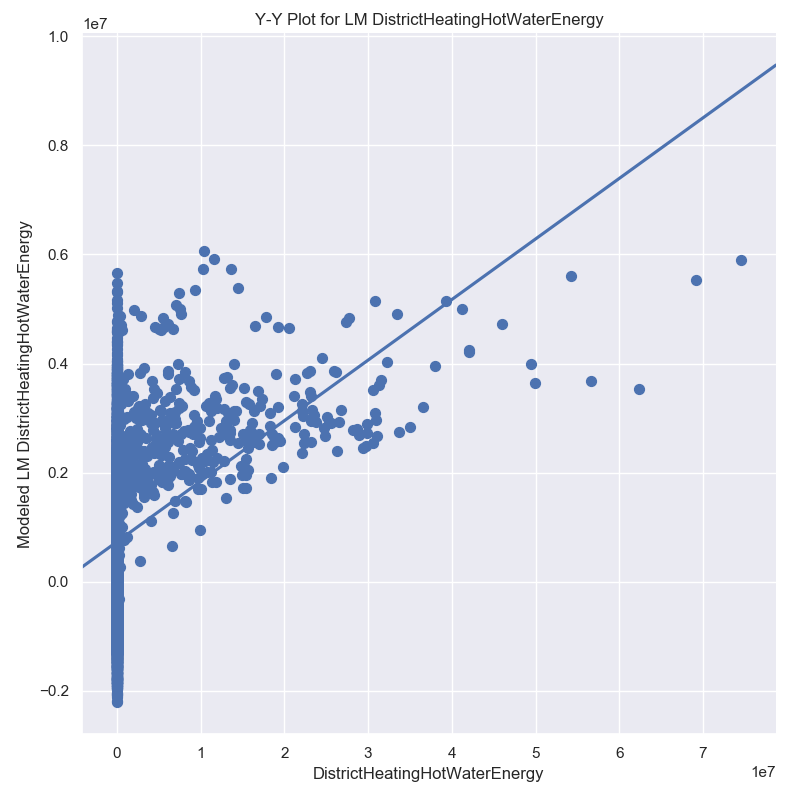 Y-Y Plot for LM DistrictHeatingHotWaterEnergy
1e7
1.0
0.8
0.6
0.4
0.2
0.0
−0.2
Modeled LM DistrictHeatingHotWaterEnergy
0 1 2 3 4 5 6 7
1e7
DistrictHeatingHotWaterEnergy